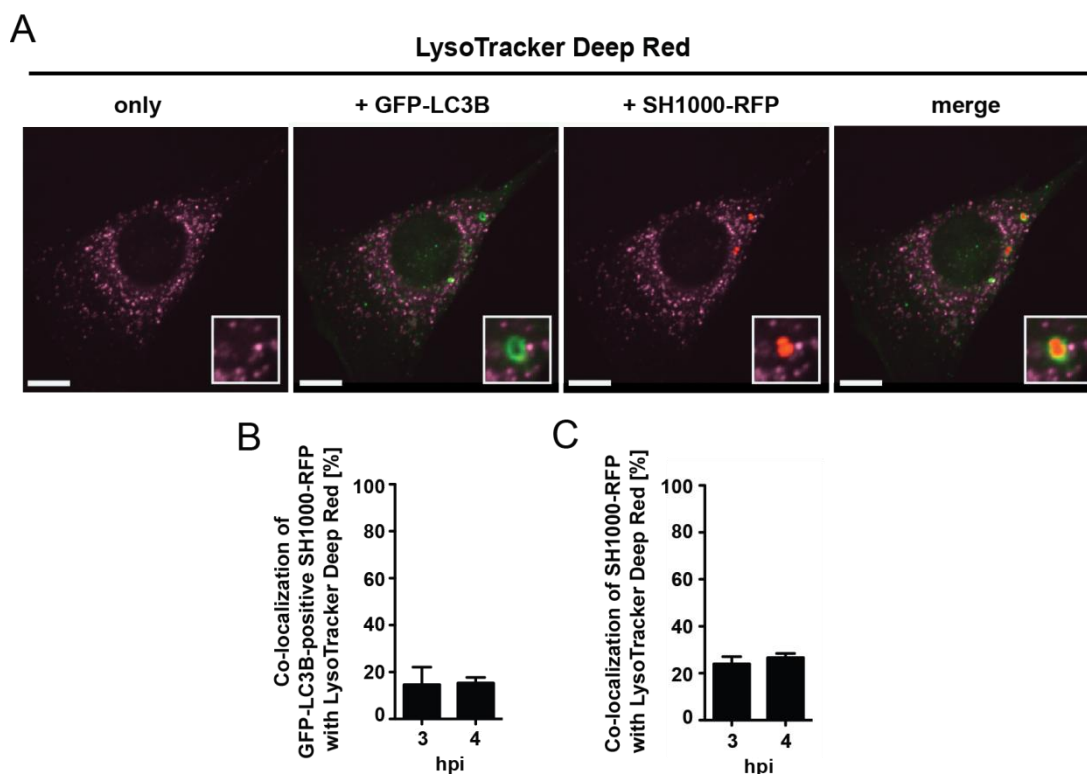 A
LysoTracker Deep Red
only
+ GFP-LC3B
+ SH1000-RFP
merge
B
Co-localization of
GFP-LC3B-positive SH1000-RFP
with LysoTracker Deep Red [%]
100
80
60
40
20
0
3
4
hpi
C
Co-localization of SH1000-RFP
with LysoTracker Deep Red [%]
100
80
60
40
20
0
3
4
hpi